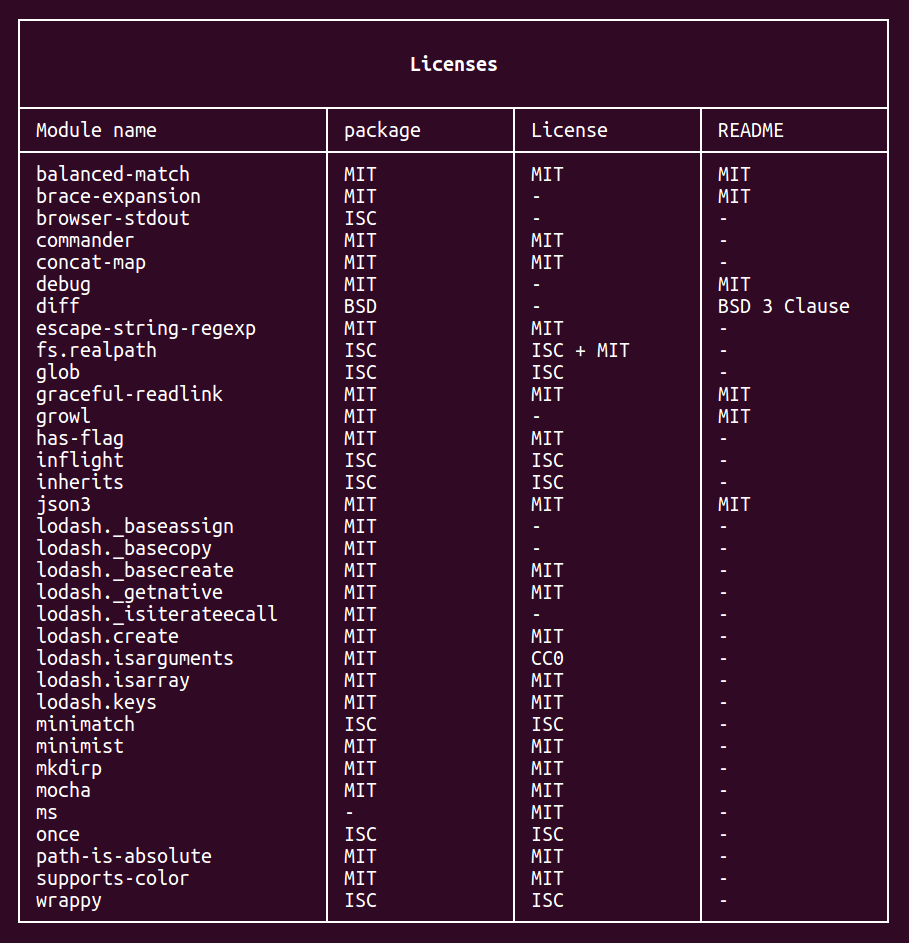 Licenses
Module name package License README
balanced-match MIT MIT MIT
brace-expansion MIT - MIT
browser-stdout ISC - -
commander MIT MIT -
concat-map MIT MIT -
debug MIT - MIT
diff BSD - BSD 3 Clause
escape-string-regexp MIT MIT -
fs.realpath ISC ISC + MIT -
glob ISC ISC -
graceful-readlink MIT MIT MIT
growl MIT - MIT
has-flag MIT MIT -
inflight ISC ISC -
inherits ISC ISC -
json3 MIT MIT MIT
lodash._baseassign MIT - -
lodash._basecopy MIT - -
lodash._basecreate MIT MIT -
lodash._getnative MIT MIT -
lodash._isiterateecall MIT - -
lodash.create MIT MIT -
lodash.isarguments MIT CC0 -
lodash.isarray MIT MIT -
lodash.keys MIT MIT -
minimatch ISC ISC -
minimist MIT MIT -
mkdirp MIT MIT -
mocha MIT MIT -
ms - MIT -
once ISC ISC -
path-is-absolute MIT MIT -
supports-color MIT MIT -
wrappy ISC ISC -